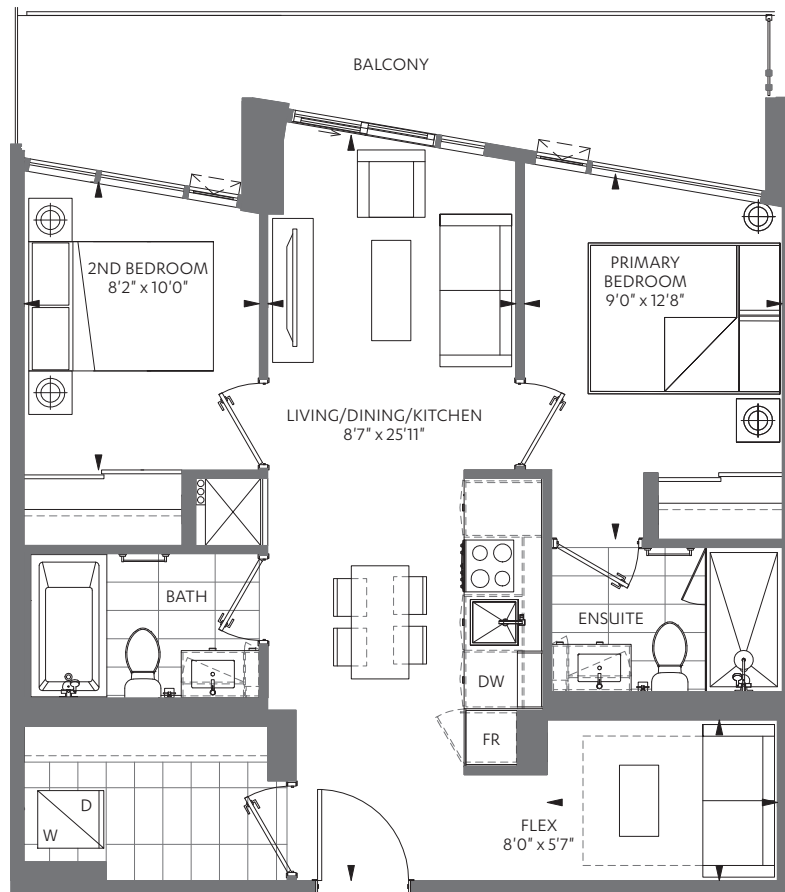 BALCONY
2ND BEDROOM
8'2" x 10'0"
PRIMARY
BEDROOM
9'0" x 12'8"
LIVING/DINING/KITCHEN
8'7" x 25'11"
BATH
ENSUITE
DW
FR
D
W
FLEX
8'0" x 5'7"